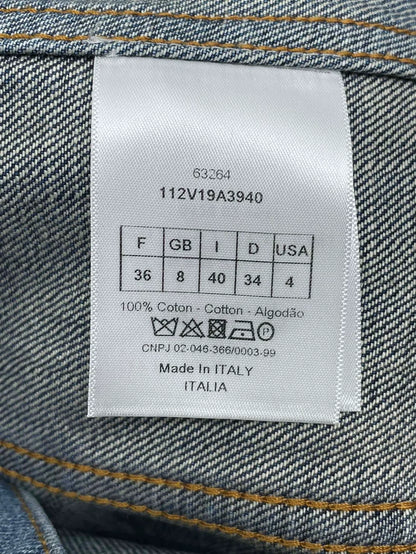 63264
112V19A3940
F GB I D USA
36 8 40 34 4
100% Coton - Cotton - Algodão
P
CNPJ 02-046-366/0003-99
Made In ITALY
ITALIA